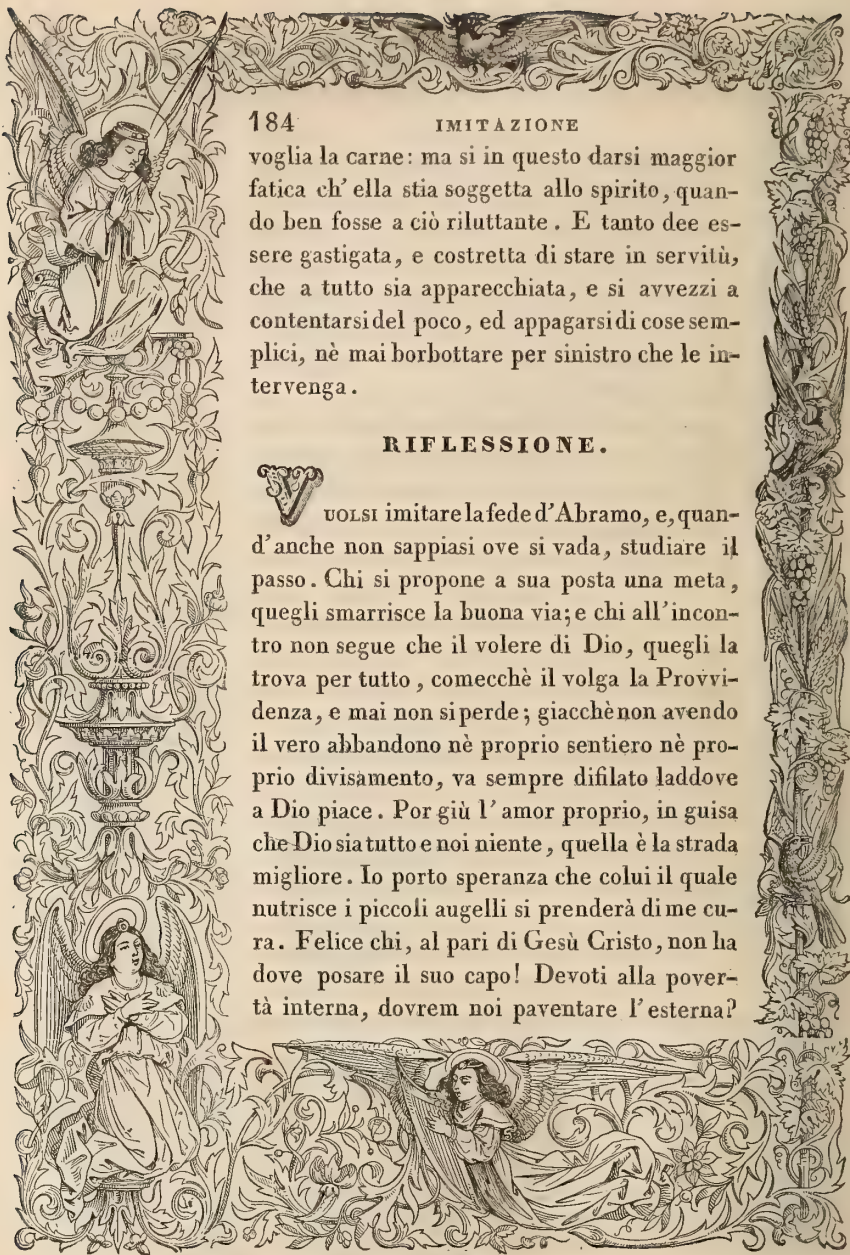 184 IMITAZIONE
voglia la carne: ma si in questo darsi maggior
fatica ch' ella stia soggetta allo spirito, quan-
do ben fosse a ciò riluttante. E tanto dee es-
sere gastigata, e costretta di stare in servitù,
che a tutto sia apparecchiata, e si avvezzi a
contentarsi del poco, ed appagarsi di cose sem-
plici, nè mai borbottare per sinistro che le in-
tervenga.
RIFLESSIONE.
VUOLSI imitare la fede d'Abramo, e, quan-
d'anche non sappiasi ove si vada, studiare il
passo. Chi si propone a sua posta una meta,
quegli smarrisce la buona via; e chi all'incon-
tro non segue che il volere di Dio, quegli la
trova per tutto, comecchè il volga la Provvi-
denza, e mai non si perde; giacchè non avendo
il vero abbandono nè proprio sentiero nè pro-
prio divisamento, va sempre difilato laddove
a Dio piace. Por giù l'amor proprio, in guisa
che Dio sia tutto e noi niente, quella è la strada
migliore. Io porto speranza che colui il quale
nutrisce i piccoli augelli si prenderà di me cu-
ra. Felice chi, al pari di Gesù Cristo, non ha
dove posare il suo capo! Devoti alla pover-
tà interna, dovrem noi paventare l'esterna?